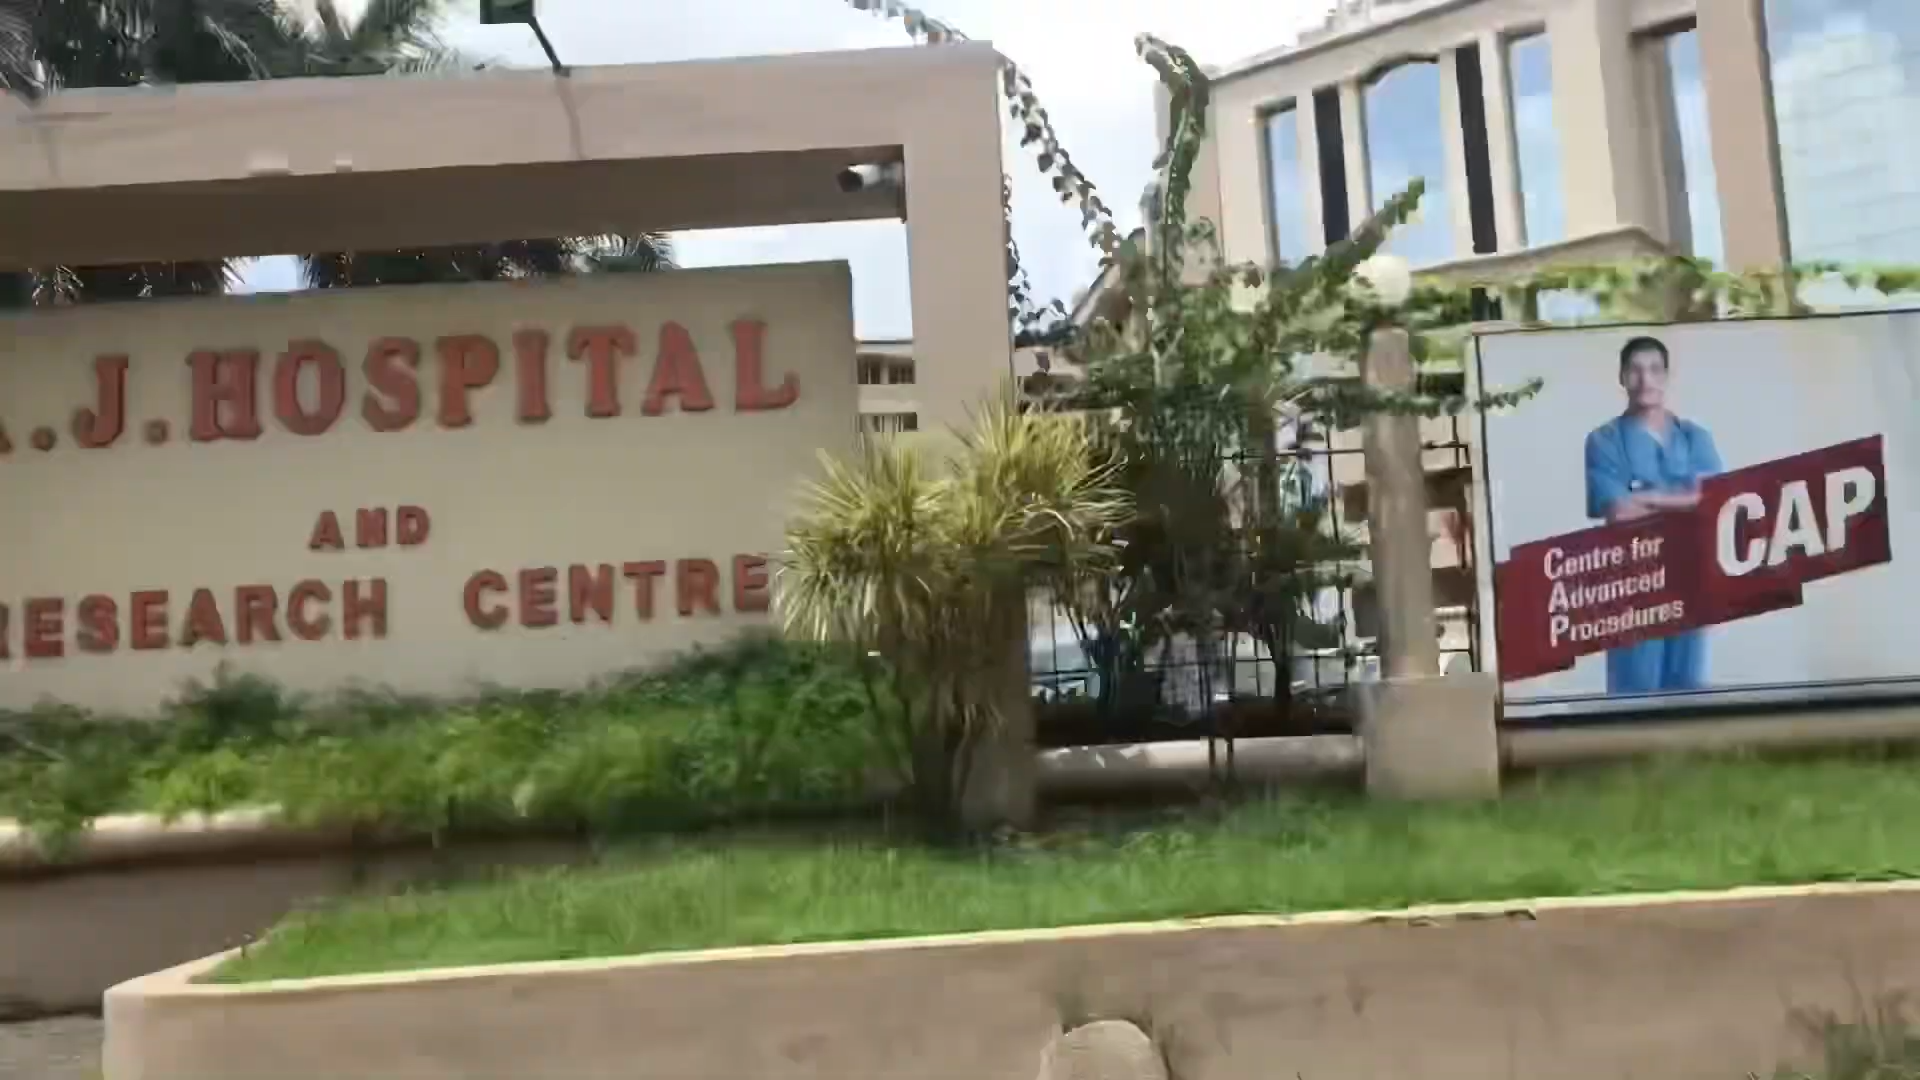 A.J.HOSPITAL
AND
RESEARCH CENTRE
CAP
Centre for
Advanced
Procedures